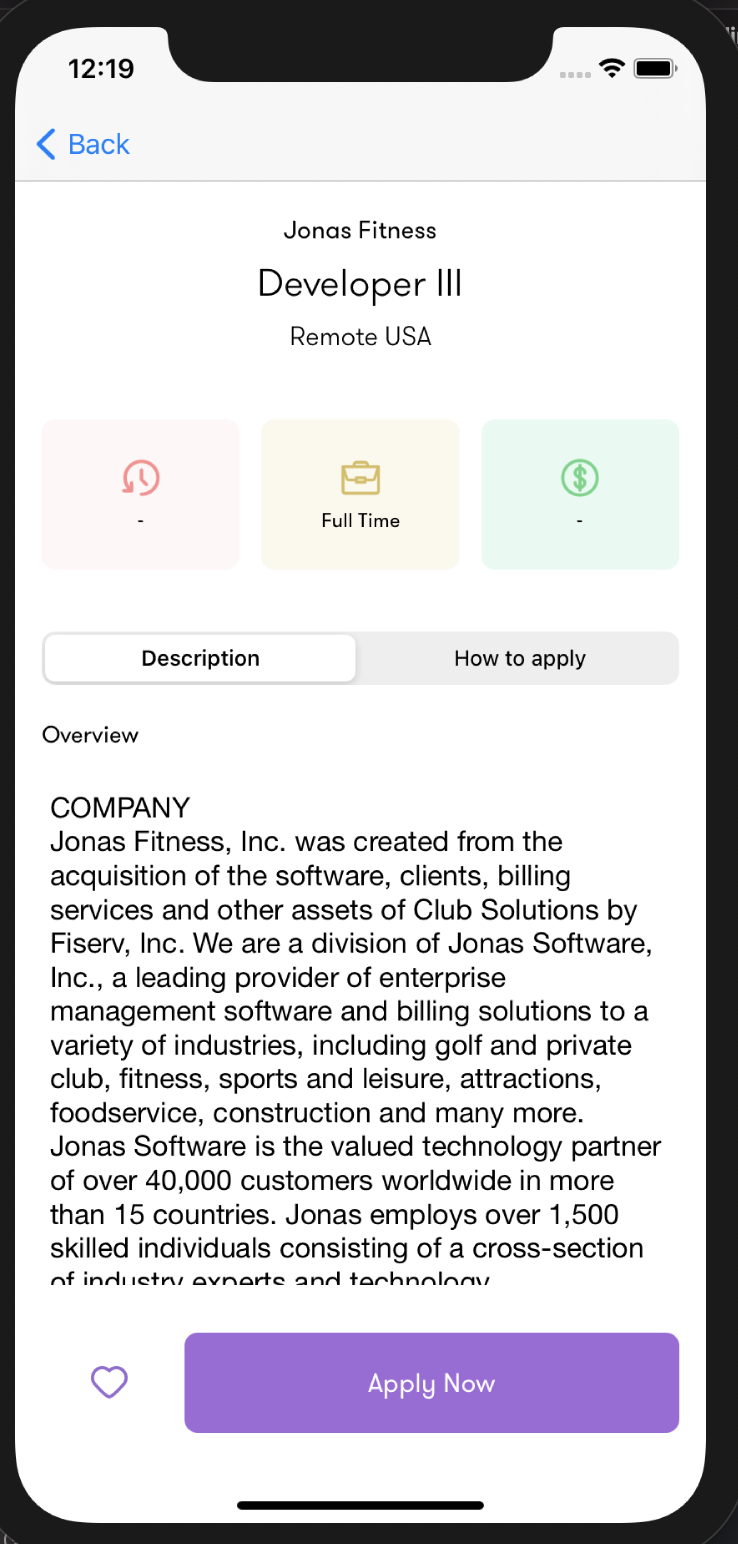 12:19
Back
Jonas Fitness
Developer III
Remote USA
-
Full Time
-
Description
How to apply
Overview
COMPANY
Jonas Fitness, Inc. was created from the
acquisition of the software, clients, billing
services and other assets of Club Solutions by
Fiserv, Inc. We are a division of Jonas Software,
Inc., a leading provider of enterprise
management software and billing solutions to a
variety of industries, including golf and private
club, fitness, sports and leisure, attractions,
foodservice, construction and many more.
Jonas Software is the valued technology partner
of over 40,000 customers worldwide in more
than 15 countries. Jonas employs over 1,500
skilled individuals consisting of a cross-section
of industry experts and technology
Apply Now